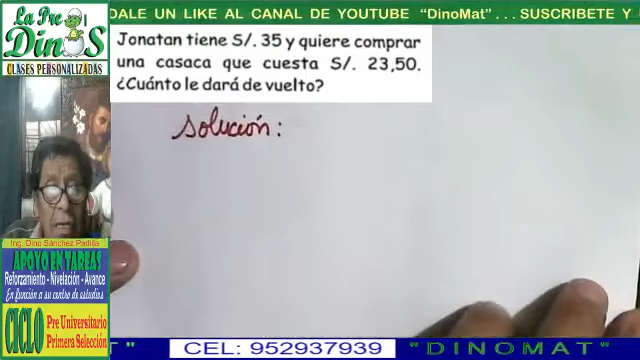 DALE UN LIKE AL CANAL DE YOUTUBE “DinoMat”... SUSCRIBETE Y
La Pre
DinoS
CLASES PERSONALIZADAS
Jonatan tiene S/. 35 y quiere comprar
una casaca que cuesta S/. 23,50.
¿Cuánto le dará de vuelto?
Solución:
Ing. Dino Sánchez Padilla
APOYO EN TAREAS
Reforzamiento - Nivelación - Avance
En función a su centro de estudios
CICLO
Pre Universitario
Primera Selección
T" CEL: 952937939 "DINOMAT"